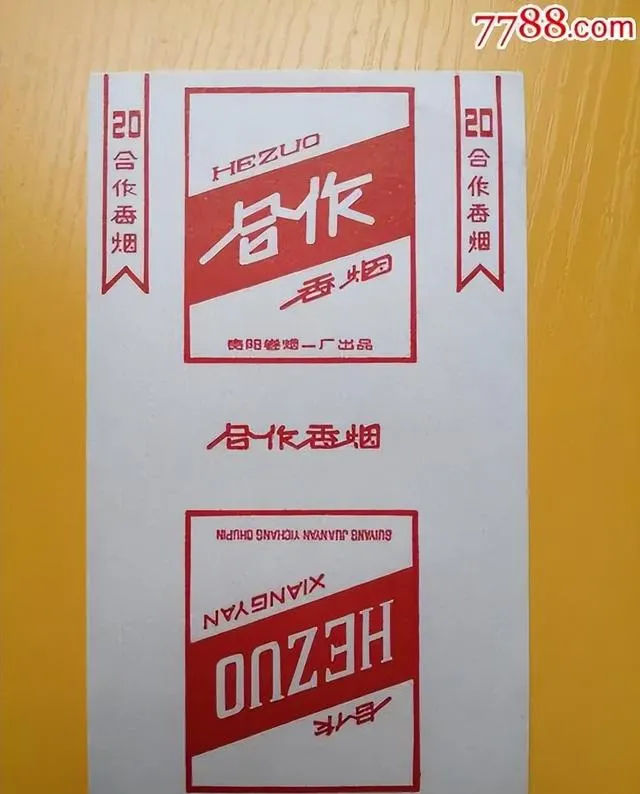 7788.com
20
合作香烟
HEZUO
合作
香烟
贵阳卷烟一厂出品
20
合作香烟
合作香烟
GUIYANG JUANYAN YICHANG CHUPIN
XIANGYAN
HEZUO
合作